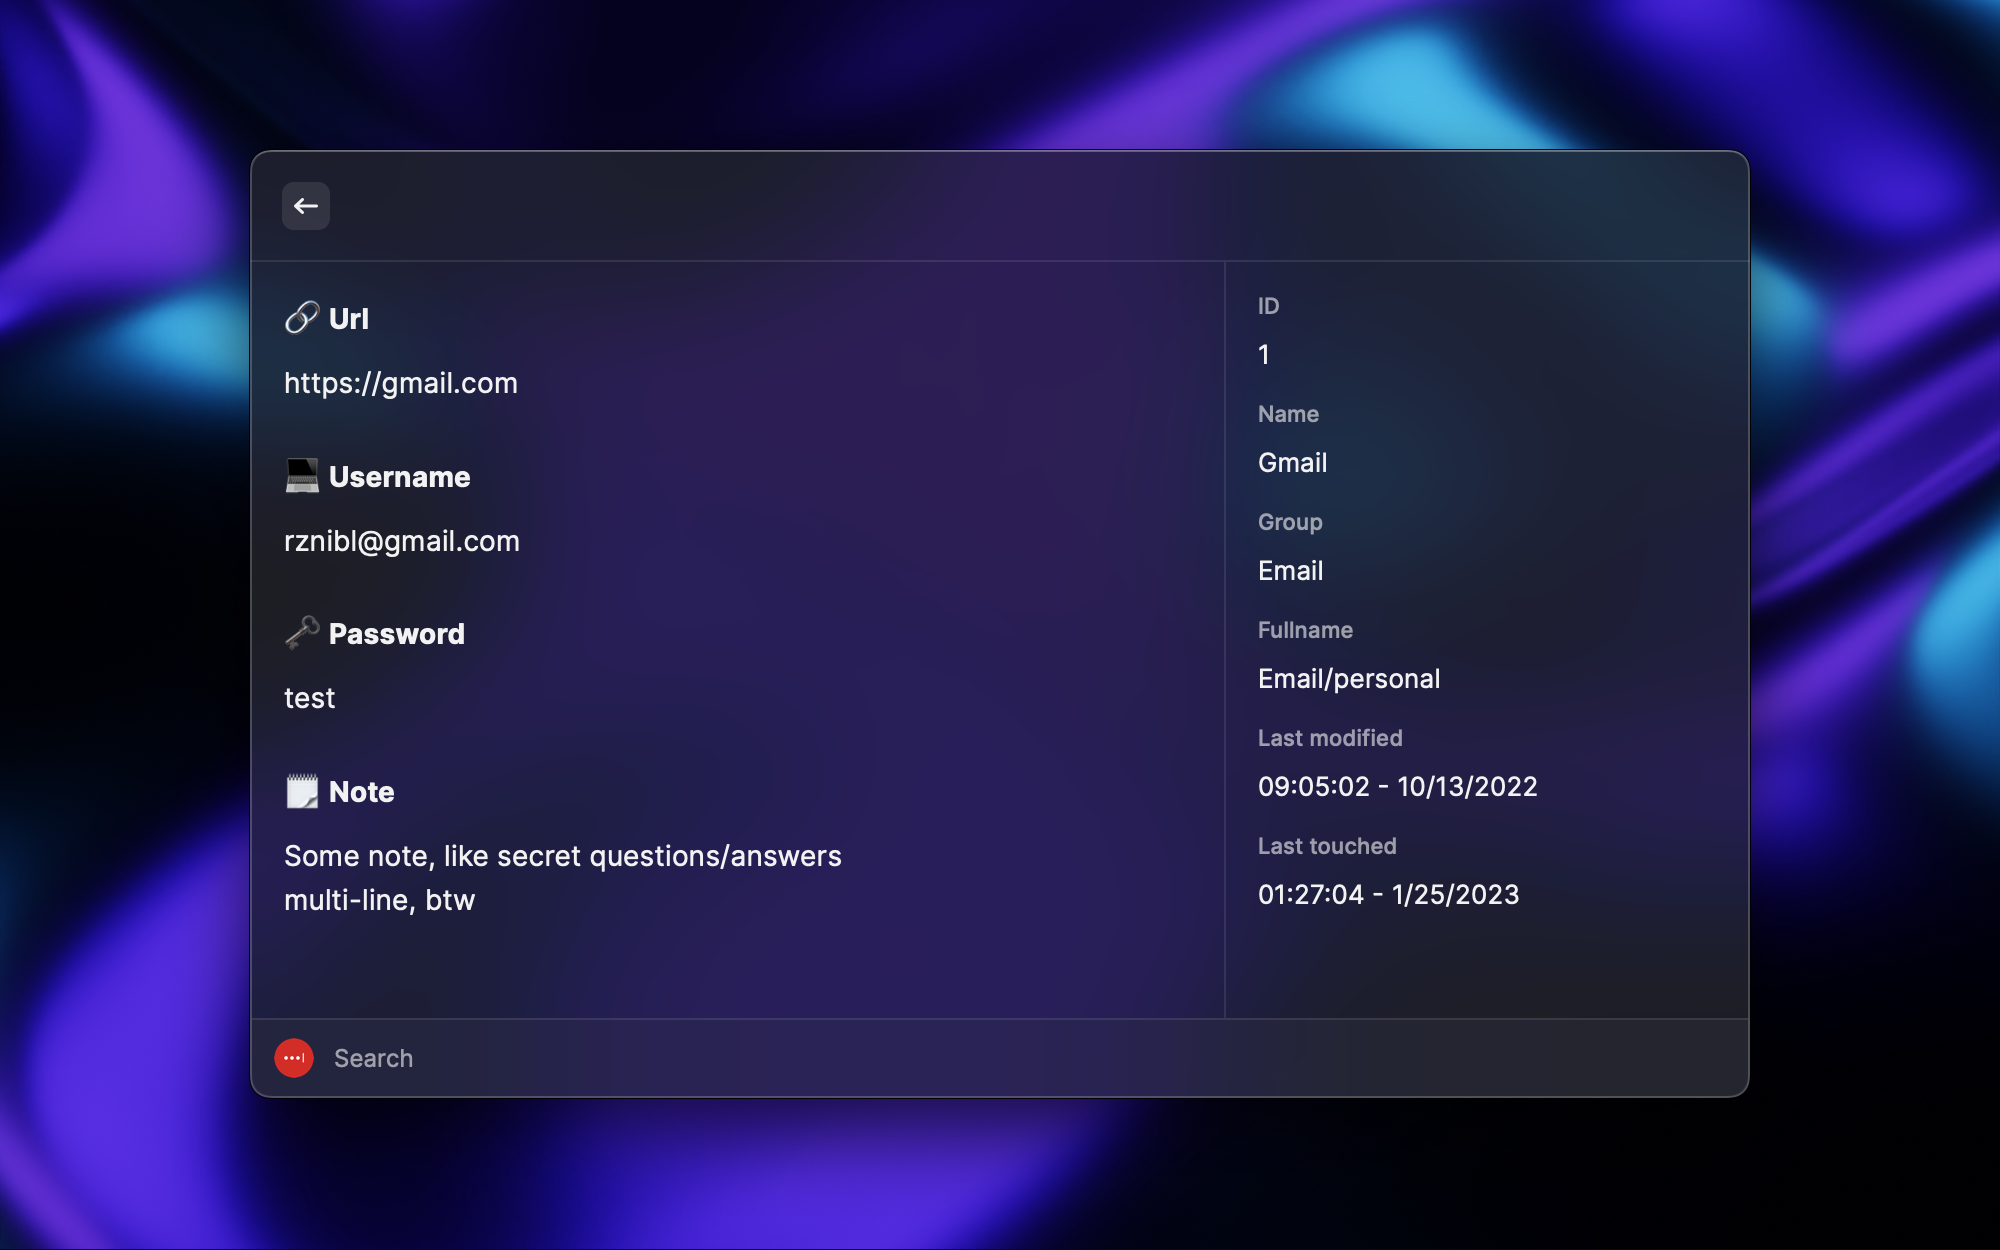 Url
https://gmail.com
Username
rznibl@gmail.com
Password
test
Note
Some note, like secret questions/answers
multi-line, btw
ID
1
Name
Gmail
Group
Email
Fullname
Email/personal
Last modified
09:05:02 - 10/13/2022
Last touched
01:27:04 - 1/25/2023
Search